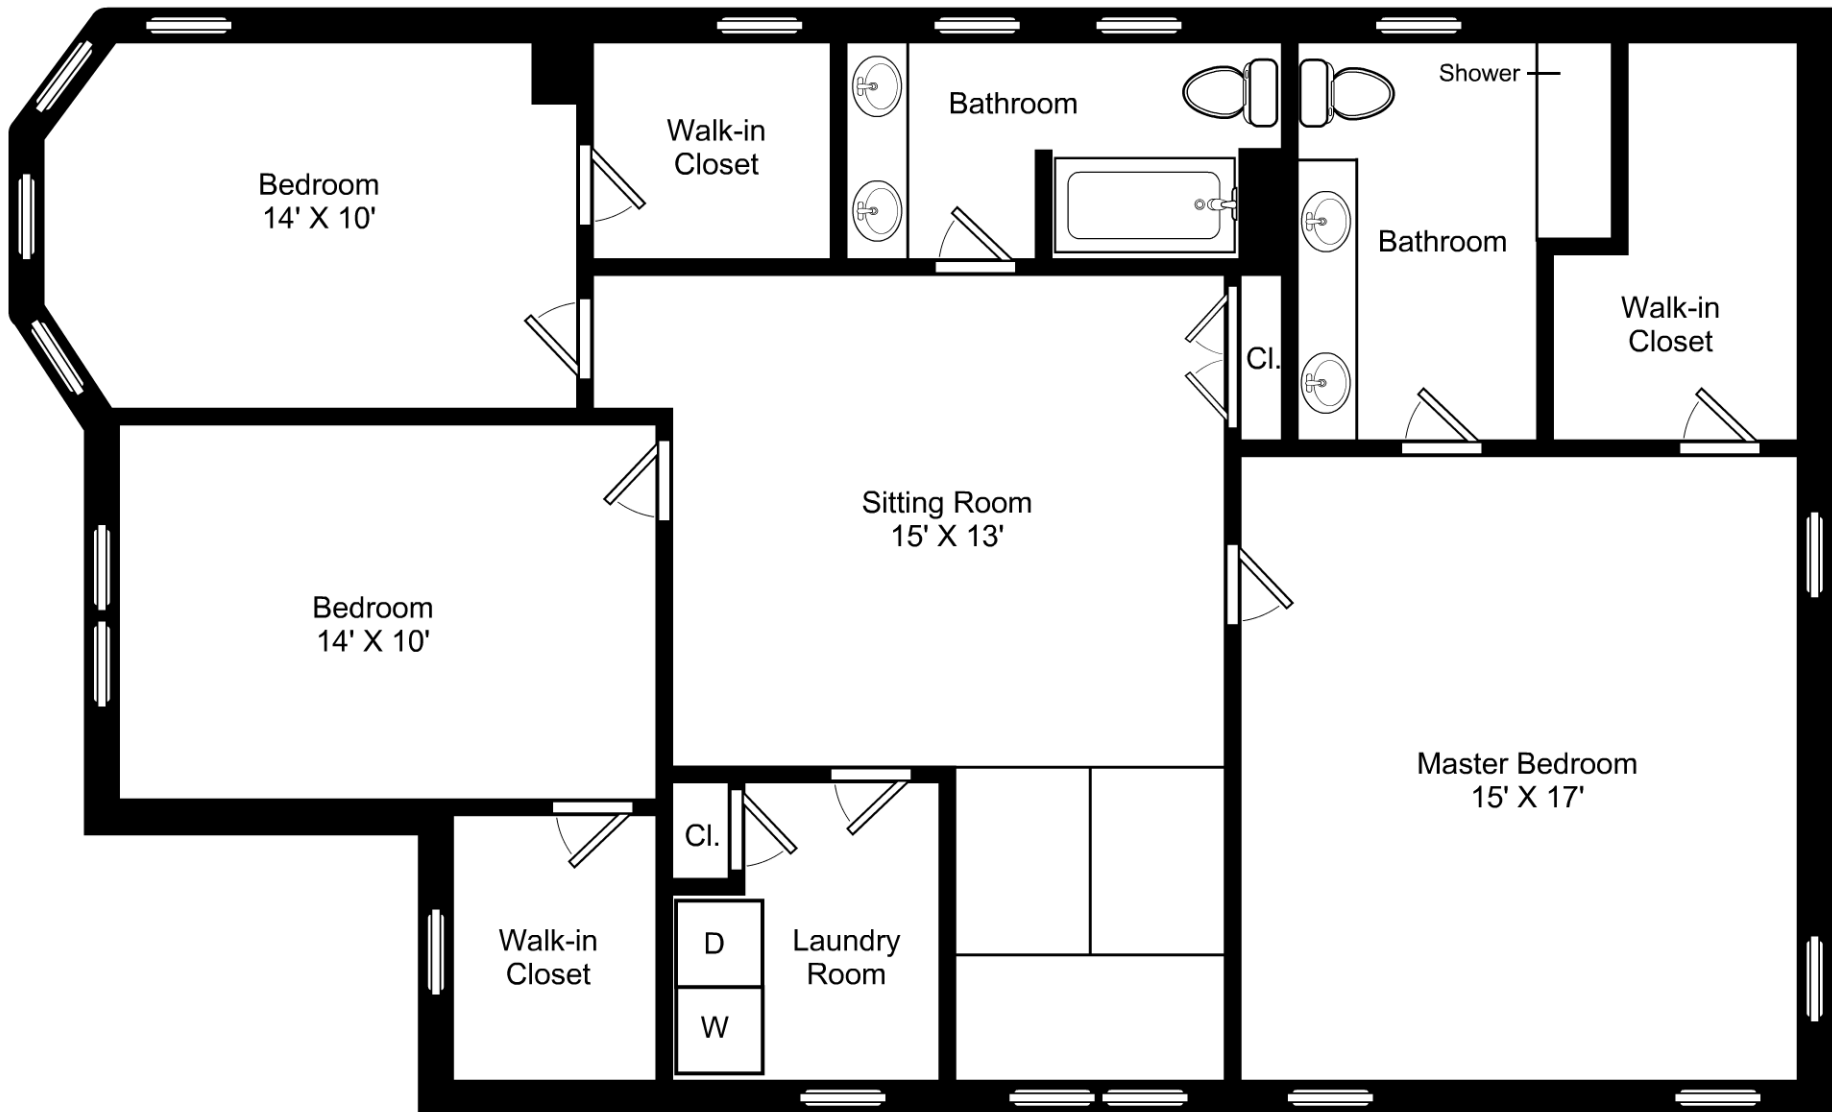 Bedroom
14' X 10'
Walk-in
Closet
Bathroom
Shower
Bathroom
Walk-in
Closet
Cl.
Sitting Room
15' X 13'
Bedroom
14' X 10'
Master Bedroom
15' X 17'
Cl.
Walk-in
Closet
D
W
Laundry
Room